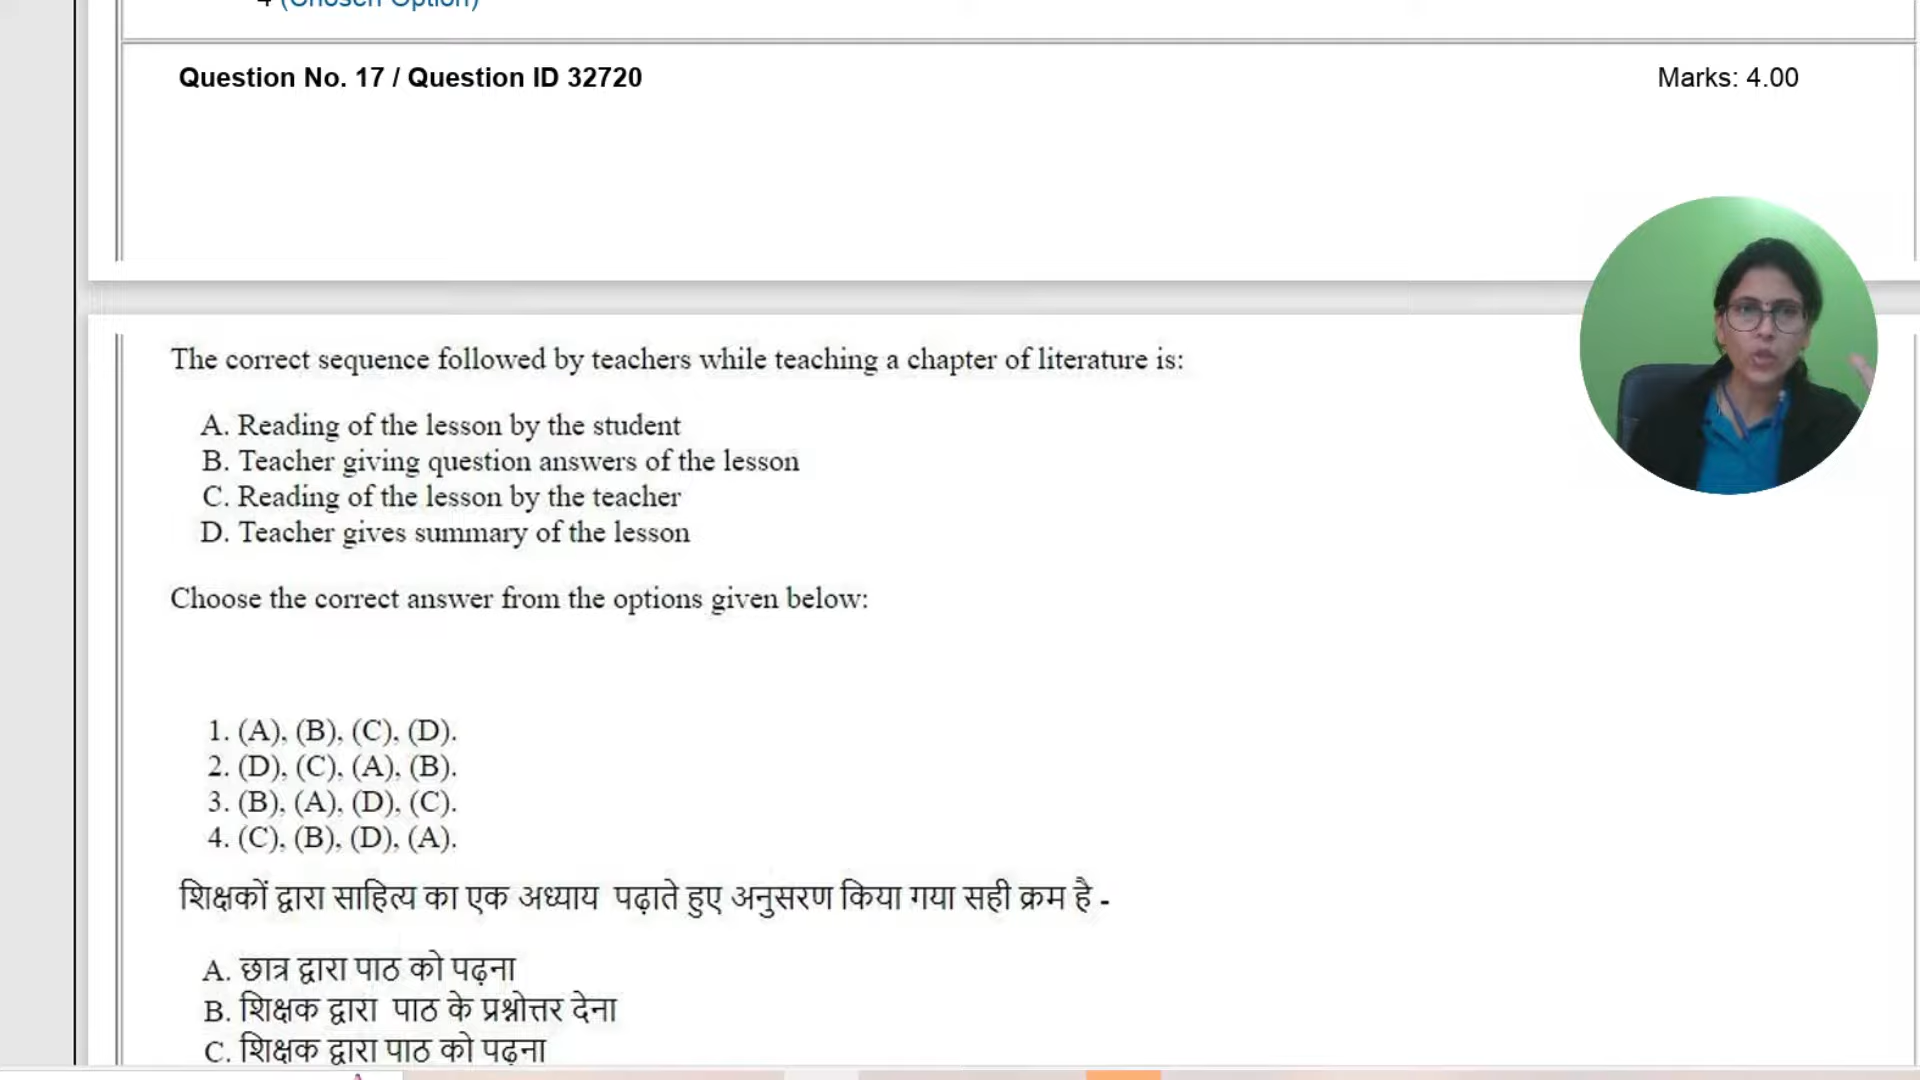 4 (Chosen Option)
Question No. 17 / Question ID 32720
Marks: 4.00
The correct sequence followed by teachers while teaching a chapter of literature is:
A. Reading of the lesson by the student
B. Teacher giving question answers of the lesson
C. Reading of the lesson by the teacher
D. Teacher gives summary of the lesson
Choose the correct answer from the options given below:
1. (A), (B), (C), (D).
2. (D), (C), (A), (B).
3. (B), (A), (D), (C).
4. (C), (B), (D), (A).
शिक्षकों द्वारा साहित्य का एक अध्याय पढ़ाते हुए अनुसरण किया गया सही क्रम है -
A. छात्र द्वारा पाठ को पढ़ना
B. शिक्षक द्वारा पाठ के प्रश्नोत्तर देना
C. शिक्षक द्वारा पाठ को पढ़ना